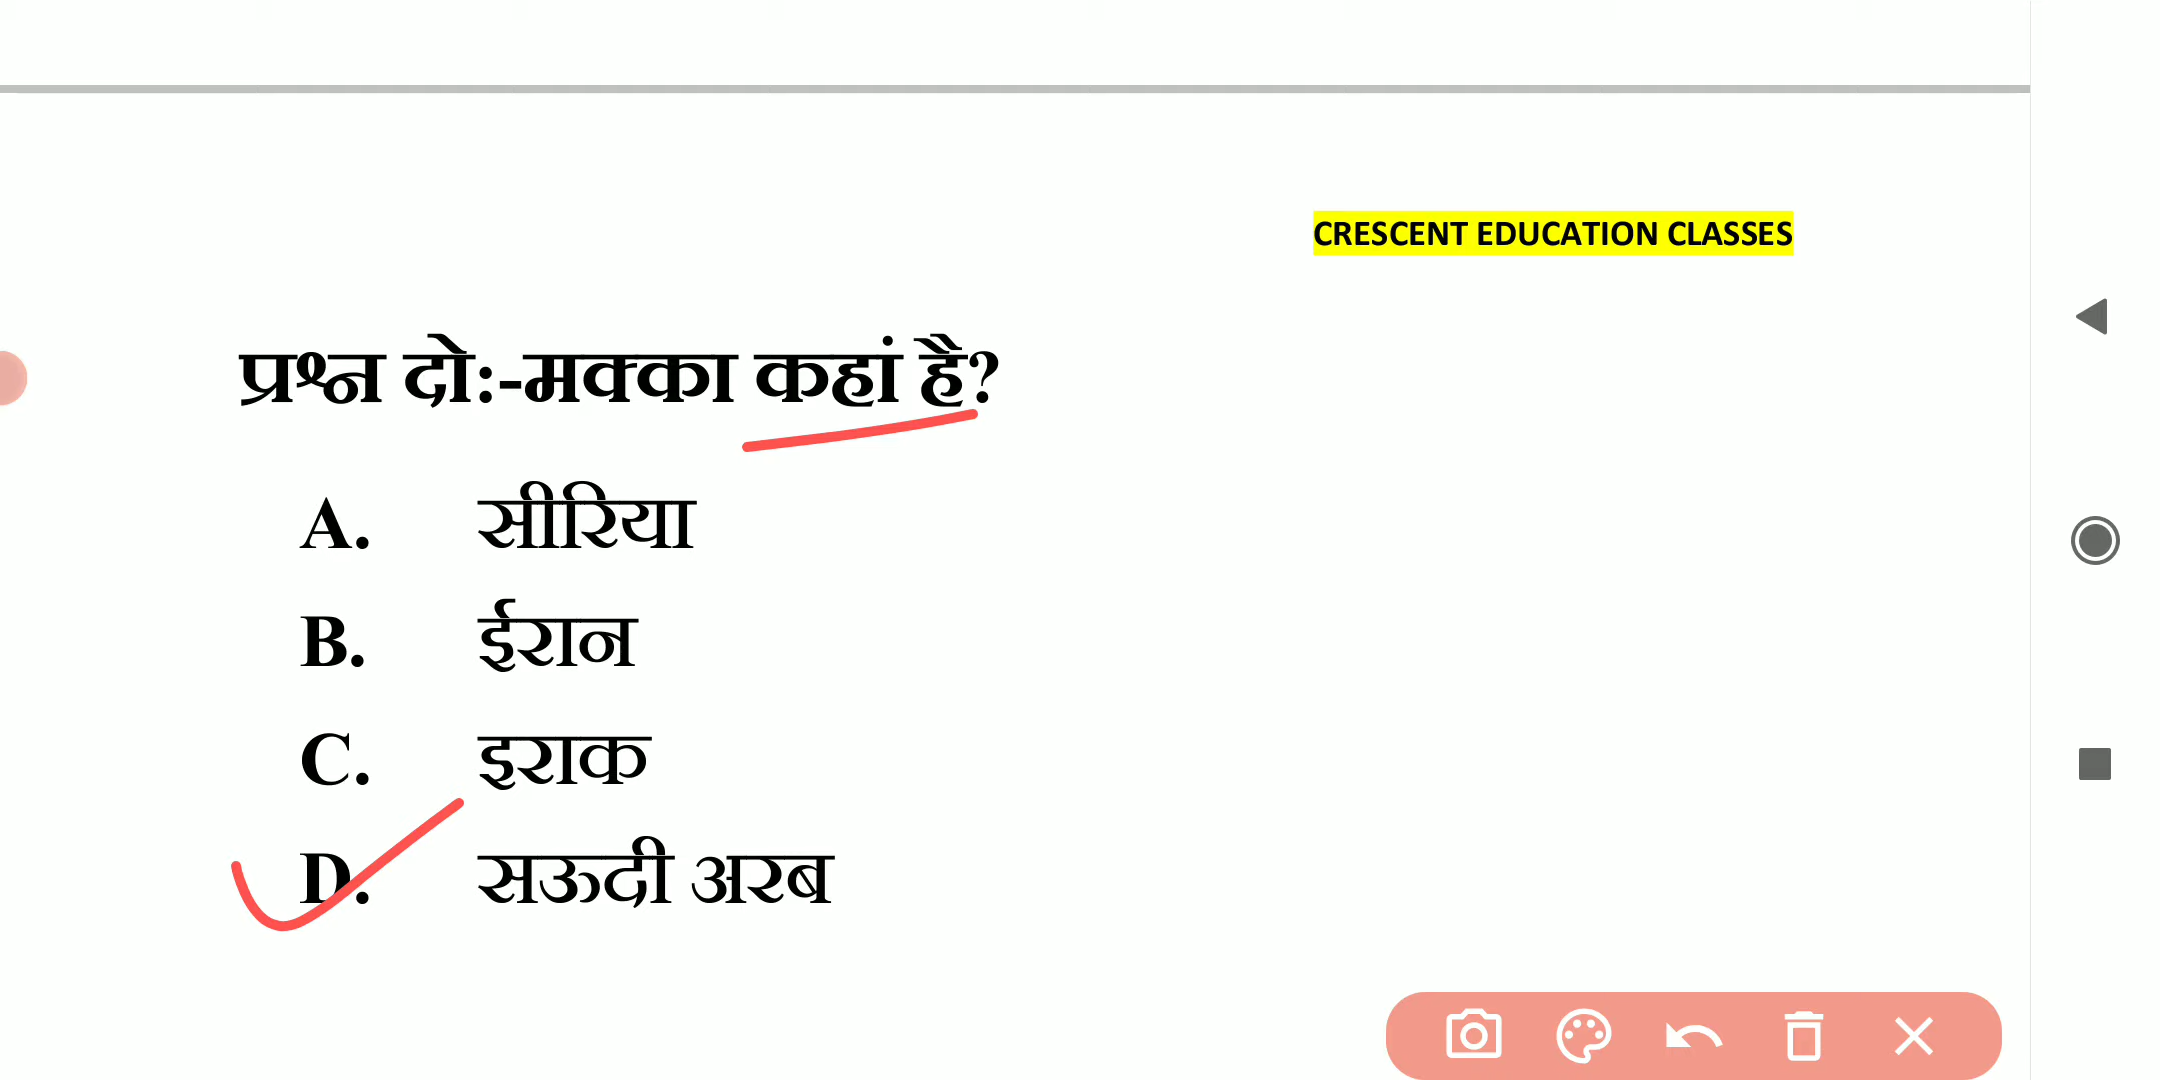 CRESCENT EDUCATION CLASSES
प्रश्न दो:-मक्का कहां है?
A. सीरिया
B. ईरान
C. इराक
D. सऊदी अरब